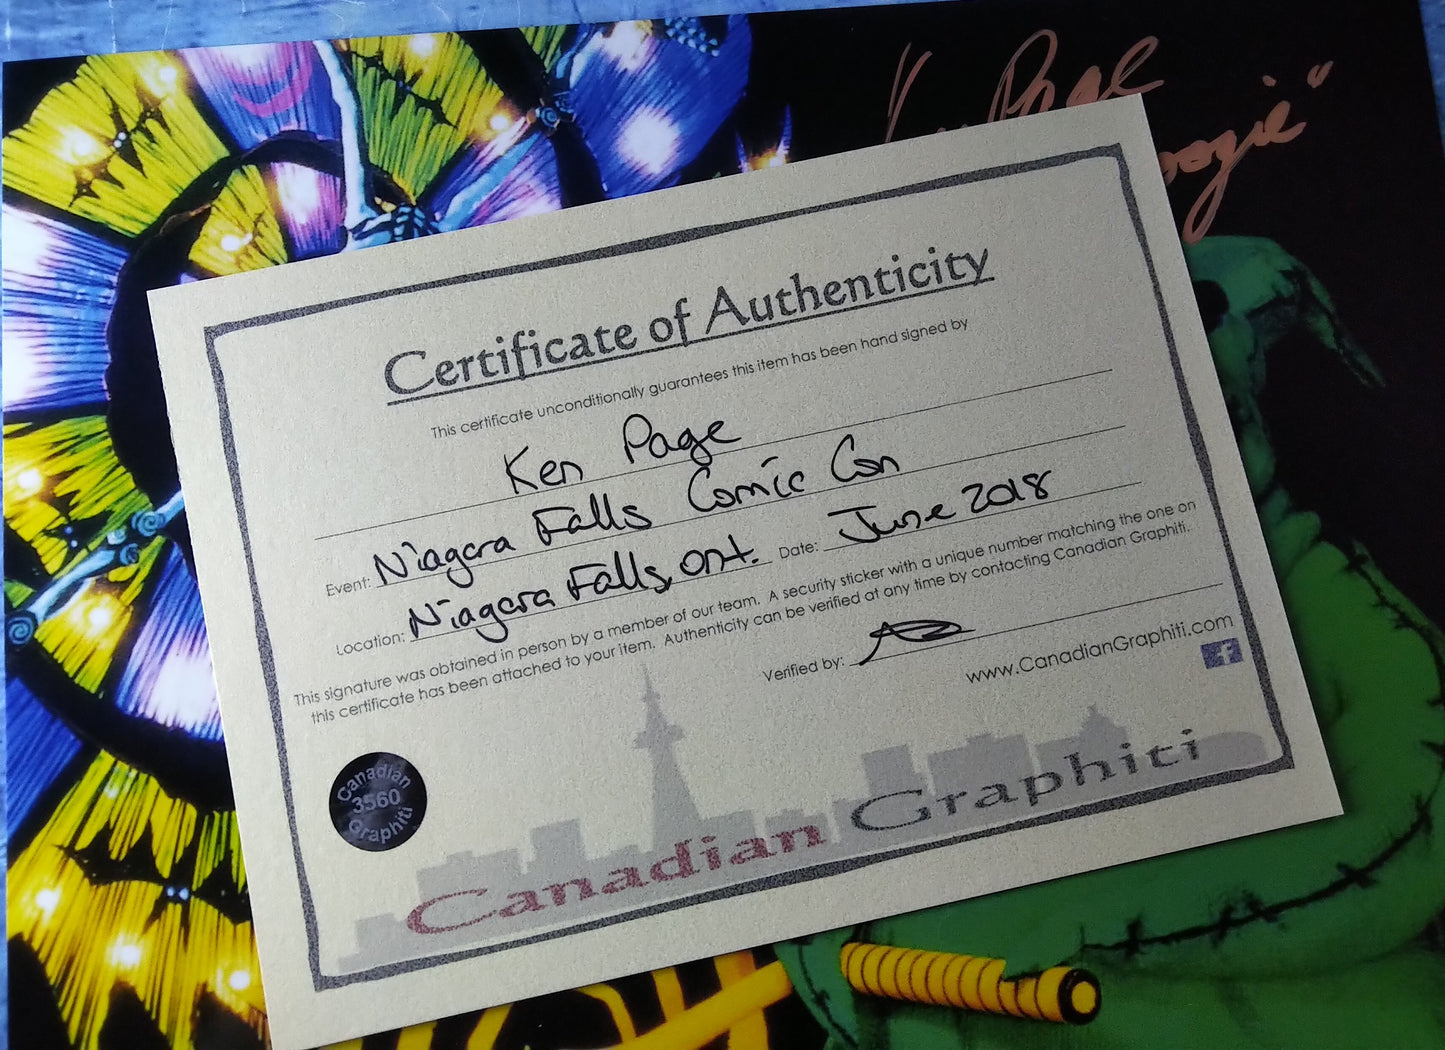 Ken Page
oogie"
Certificate of Authenticity
This certificate unconditionally guarantees this item has been hand signed by
Ken Page
Event: Niagara Falls Comic Con
Location: Niagara Falls, Ont. Date: June 2018
This signature was obtained in person by a member of our team. A security sticker with a unique number matching the one on
this certificate has been attached to your item. Authenticity can be verified at any time by contacting Canadian Graphiti.
Verified by:
www.CanadianGraphiti.com
f
Canadian
3560
Graphiti
Canadian Graphiti